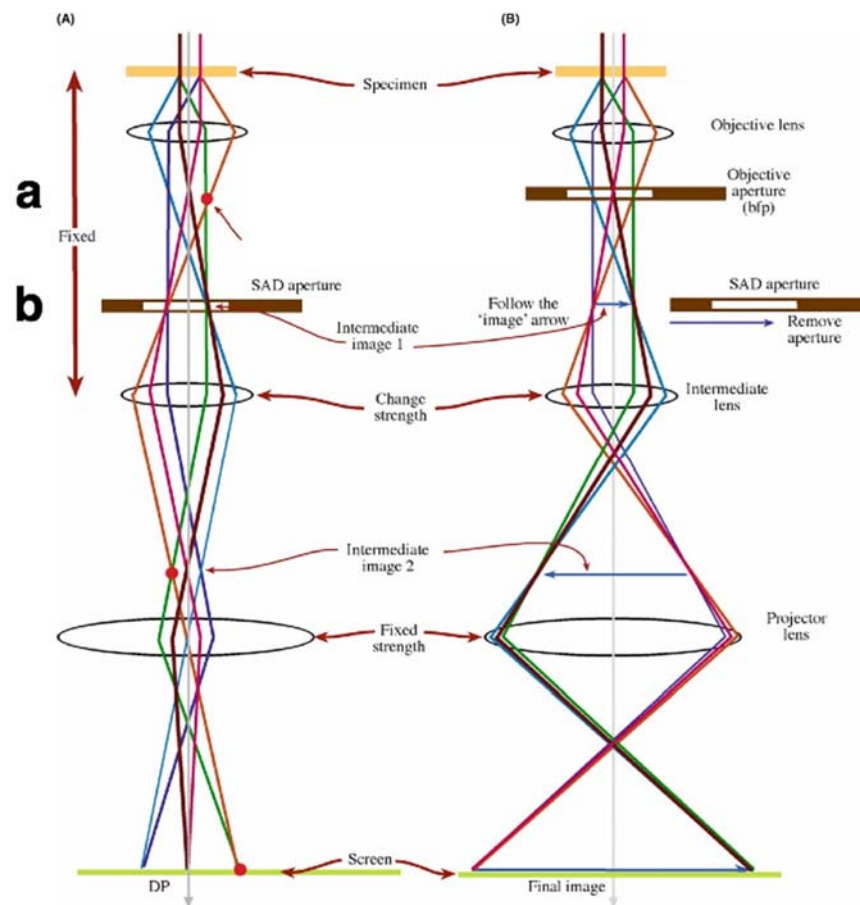 (A)
(B)
Specimen
Objective lens
Objective
aperture
(bfp)
a
Fixed
b
SAD aperture
SAD aperture
Follow the
'image' arrow
Intermediate
image 1
Remove
aperture
Change
strength
Intermediate
lens
Intermediate
image 2
Fixed
strength
Projector
lens
Screen
DP
Final image